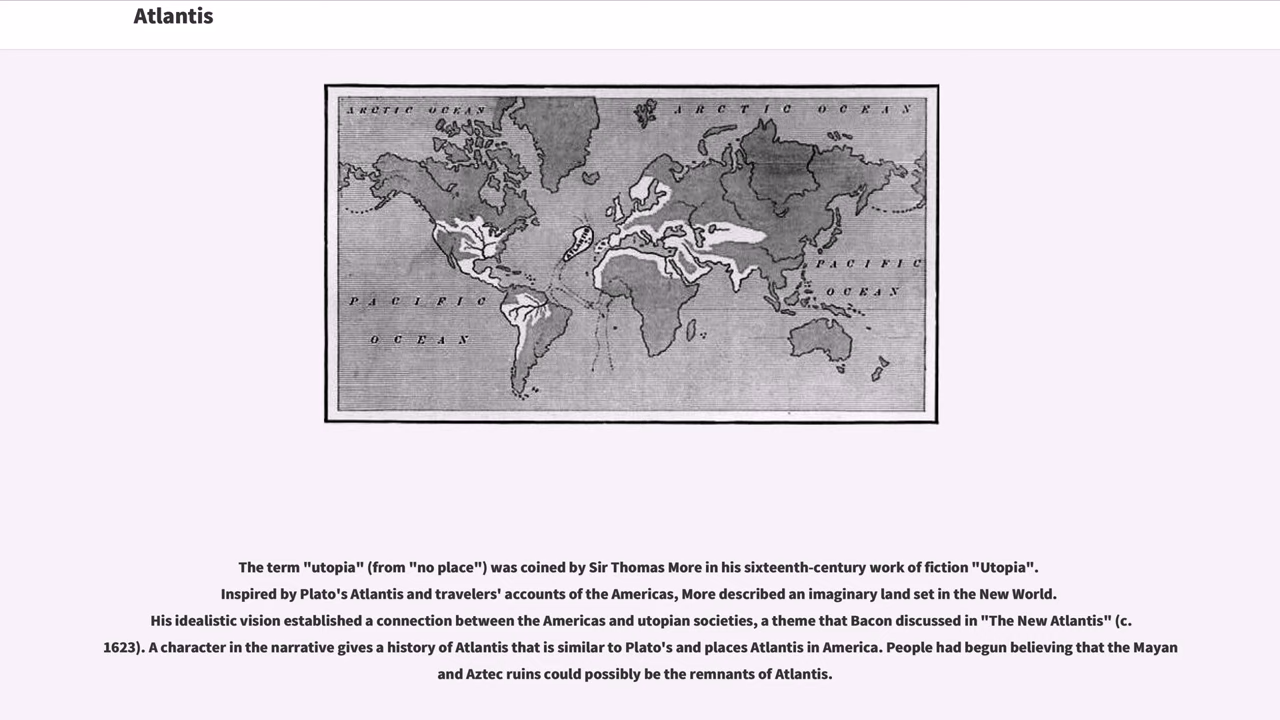 Atlantis
ARCTIC OCEAN
ARCTIC OCEAN
ATLANTIS
PACIFIC
OCEAN
PACIFIC
OCEAN
The term "utopia" (from "no place") was coined by Sir Thomas More in his sixteenth-century work of fiction "Utopia".
Inspired by Plato's Atlantis and travelers' accounts of the Americas, More described an imaginary land set in the New World.
His idealistic vision established a connection between the Americas and utopian societies, a theme that Bacon discussed in "The New Atlantis" (c.
1623). A character in the narrative gives a history of Atlantis that is similar to Plato's and places Atlantis in America. People had begun believing that the Mayan
and Aztec ruins could possibly be the remnants of Atlantis.